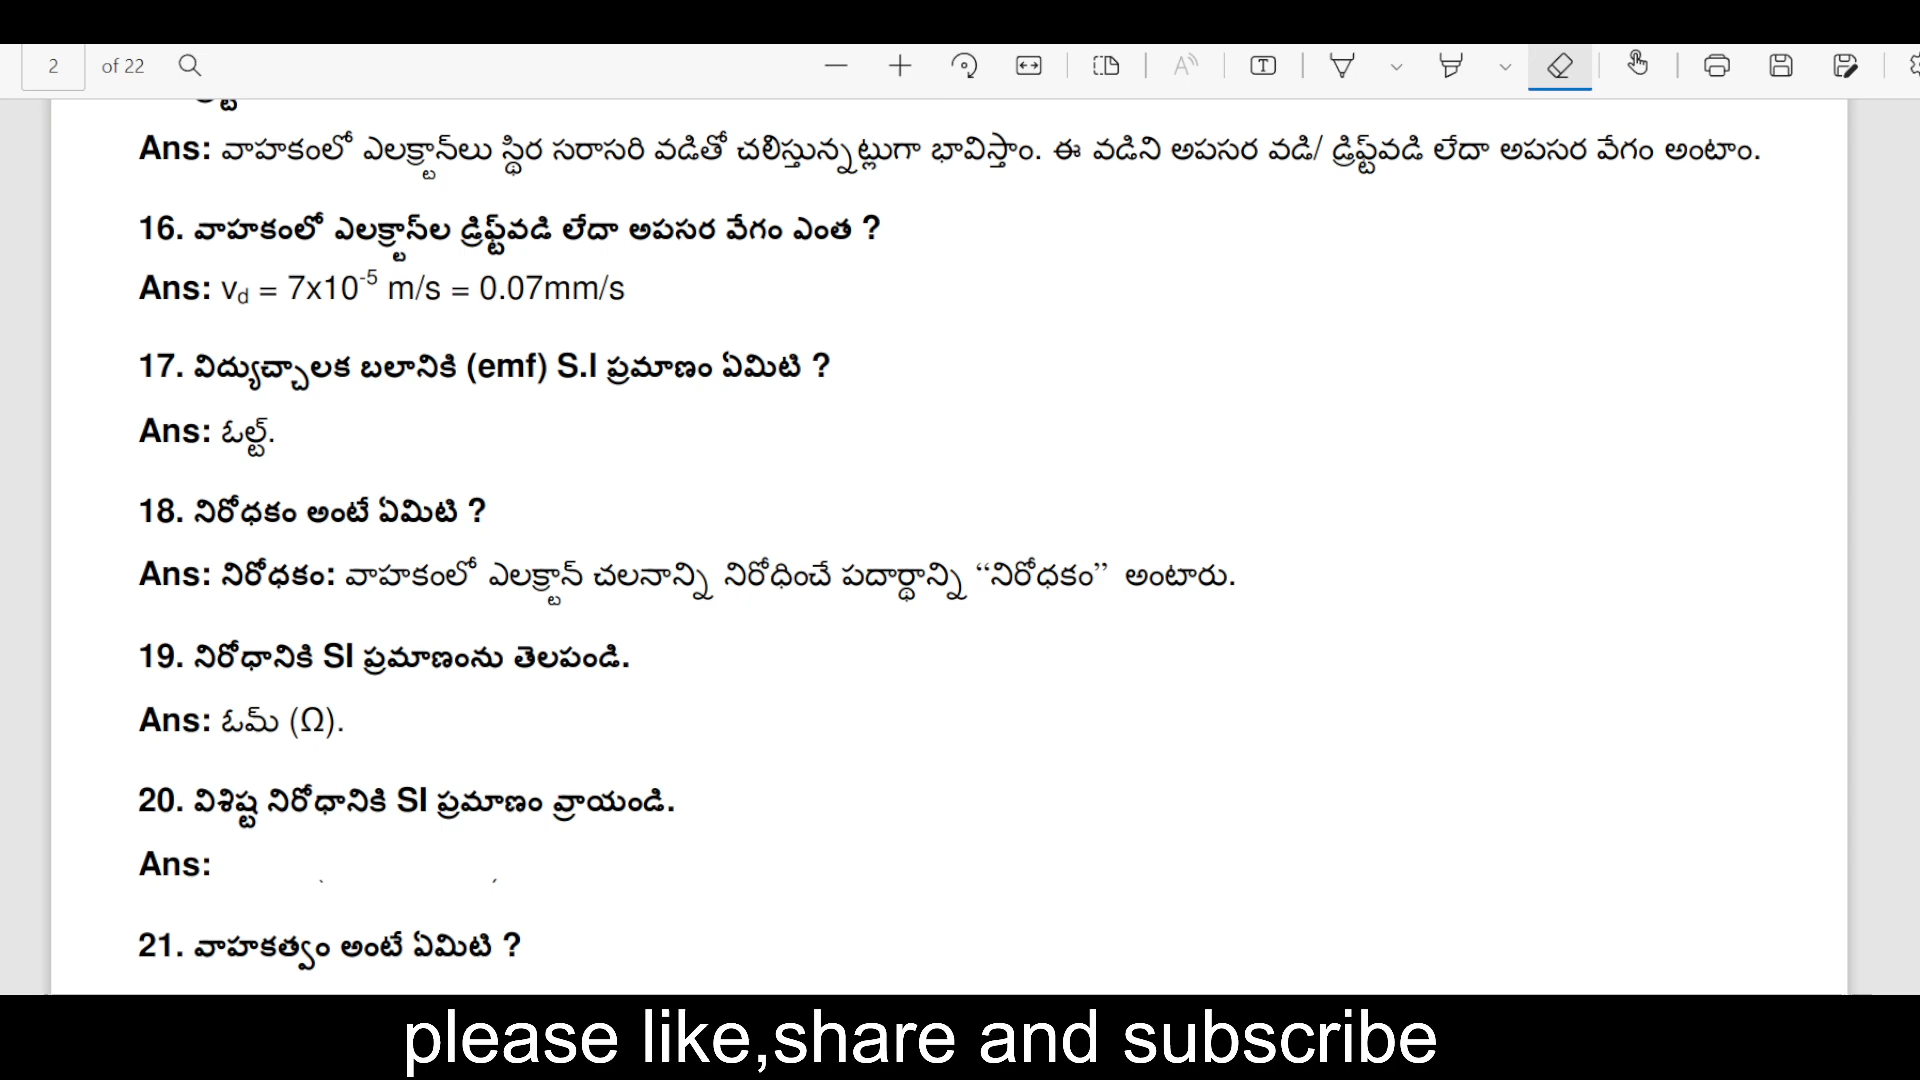 2 of 22
Ans: వాహకంలో ఎలక్ట్రాన్‌లు స్థిర సరాసరి వడితో చలిస్తున్నట్లుగా భావిస్తాం. ఈ వడిని అపసర వడి/ డ్రిఫ్ట్‌వడి లేదా అపసర వేగం అంటాం.
16. వాహకంలో ఎలక్ట్రాన్‌ల డ్రిఫ్ట్‌వడి లేదా అపసర వేగం ఎంత ?
Ans: vd = 7x10-5 m/s = 0.07mm/s
17. విద్యుచ్చాలక బలానికి (emf) S.I ప్రమాణం ఏమిటి ?
Ans: ఓల్ట్.
18. నిరోధకం అంటే ఏమిటి ?
Ans: నిరోధకం: వాహకంలో ఎలక్ట్రాన్ చలనాన్ని నిరోధించే పదార్థాన్ని “నిరోధకం” అంటారు.
19. నిరోధానికి SI ప్రమాణంను తెలపండి.
Ans: ఓమ్ (Ω).
20. విశిష్ట నిరోధానికి SI ప్రమాణం వ్రాయండి.
Ans:
21. వాహకత్వం అంటే ఏమిటి ?
please like,share and subscribe